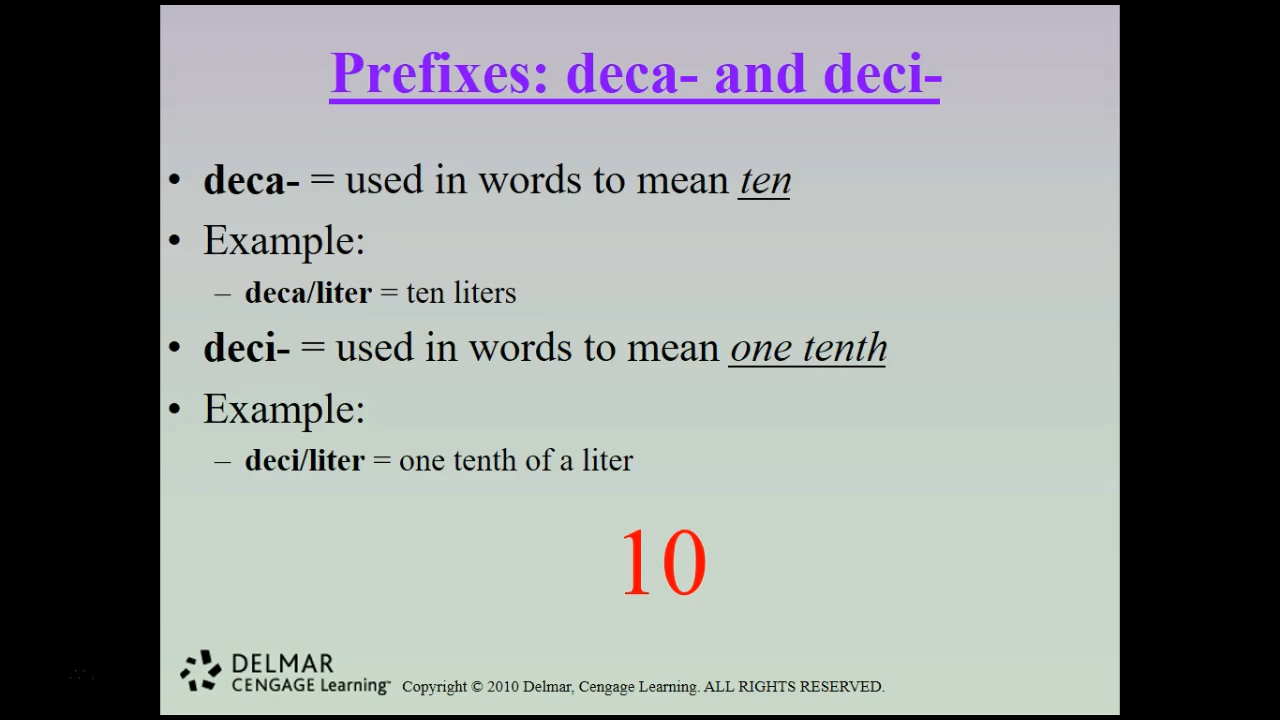 Prefixes: deca- and deci-
• deca- = used in words to mean ten
• Example:
– deca/liter = ten liters
• deci- = used in words to mean one tenth
• Example:
– deci/liter = one tenth of a liter
10
DELMAR
CENGAGE Learning™ Copyright © 2010 Delmar, Cengage Learning. ALL RIGHTS RESERVED.